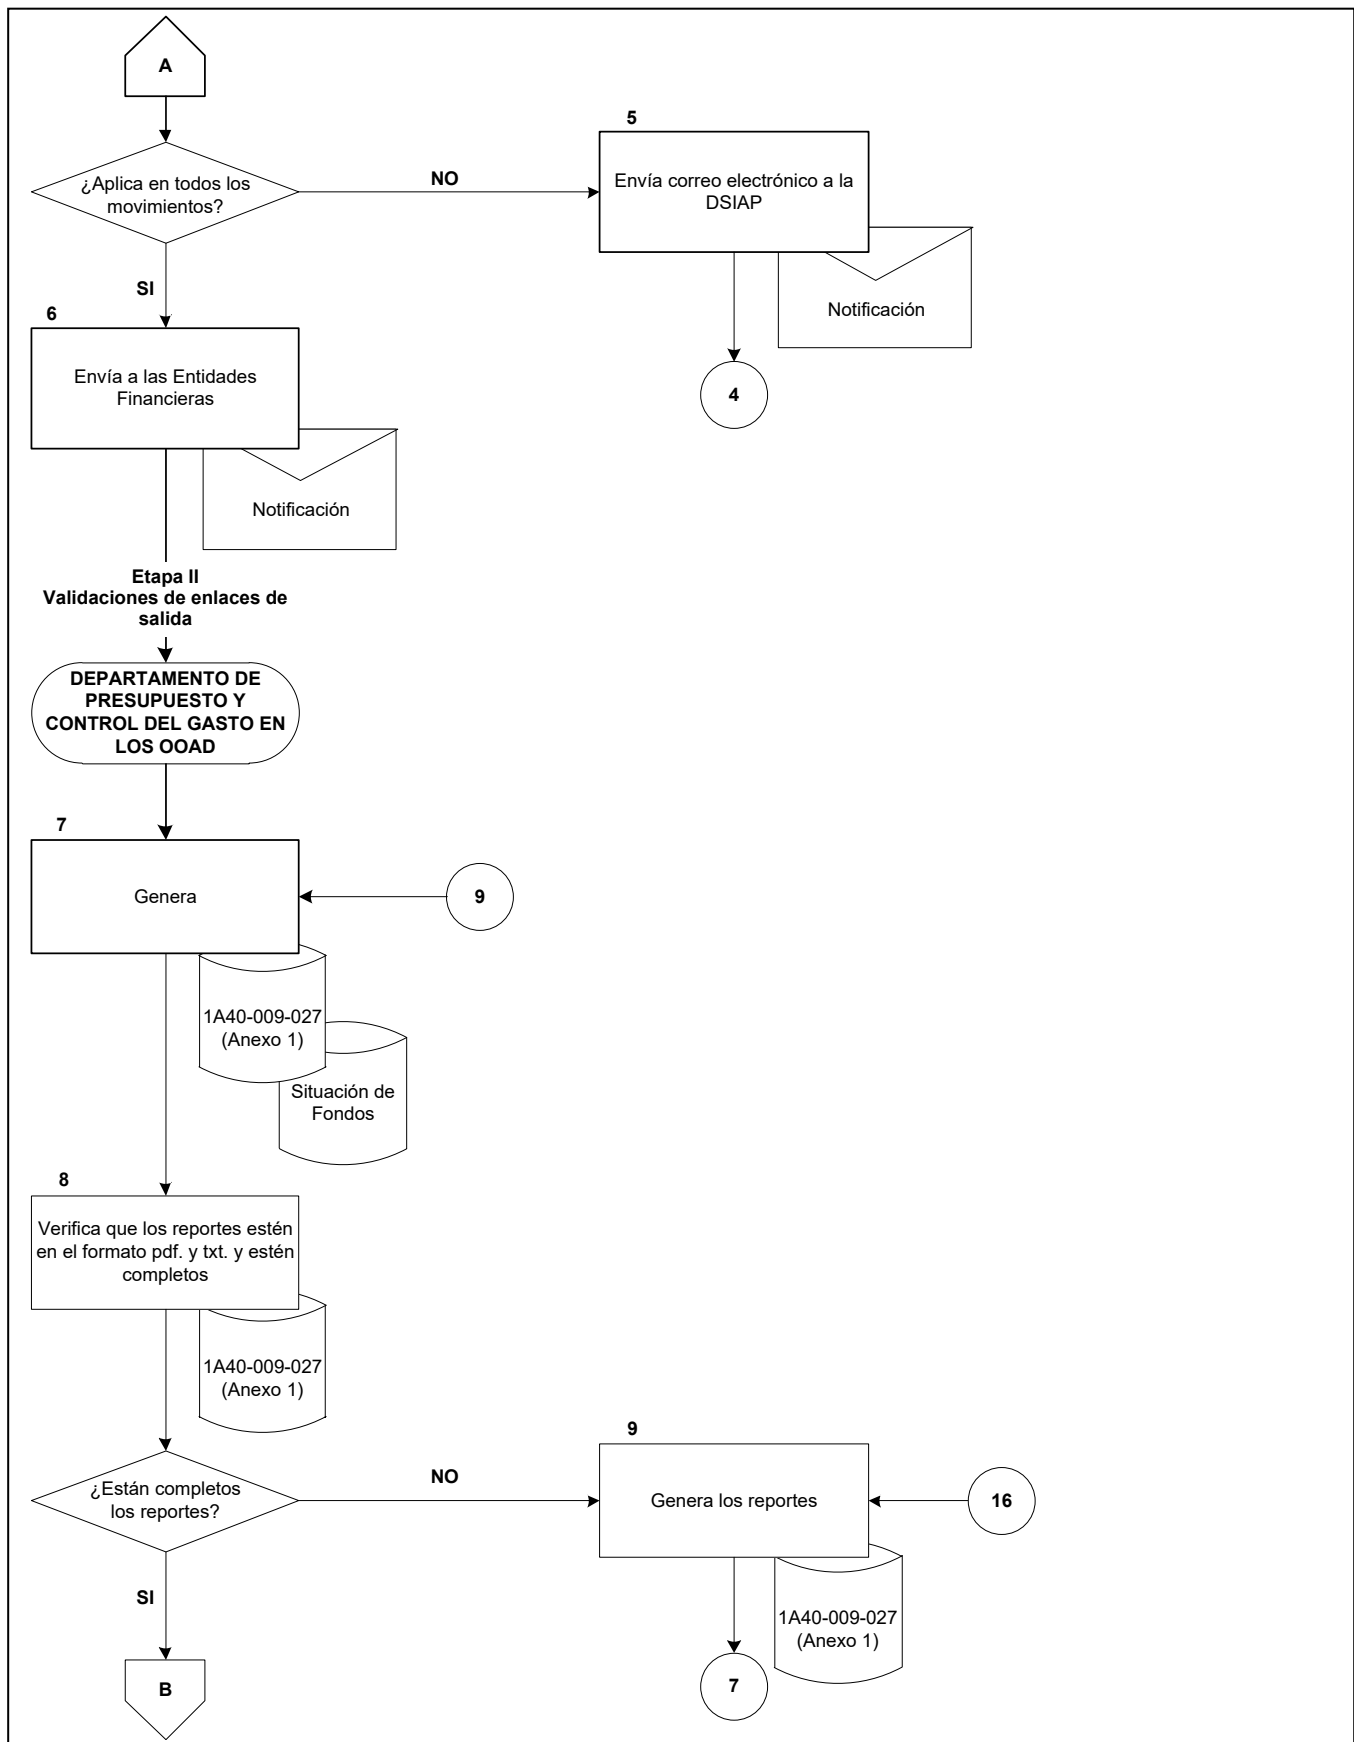 A
¿Aplica en todos los
movimientos?
NO
5
Envía correo electrónico a la
DSIAP
Notificación
4
SI
6
Envía a las Entidades
Financieras
Notificación
Etapa II
Validaciones de enlaces de
salida
DEPARTAMENTO DE
PRESUPUESTO Y
CONTROL DEL GASTO EN
LOS OOAD
7
Genera
9
1A40-009-027
(Anexo 1)
Situación de
Fondos
8
Verifica que los reportes estén
en el formato pdf. y txt. y estén
completos
1A40-009-027
(Anexo 1)
¿Están completos
los reportes?
NO
9
Genera los reportes
16
1A40-009-027
(Anexo 1)
7
SI
B